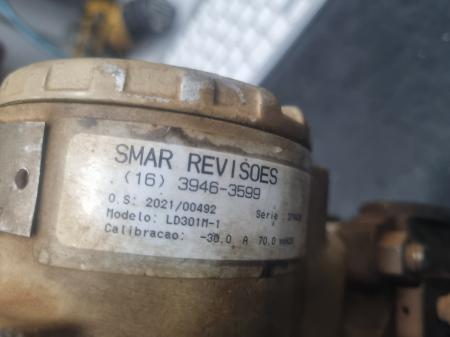 SMAR REVISOES
(16) 3946-3599
O.S: 2021/00492 Serie:
Modelo: LD301M-1
Calibracao: -30.0 A 70.0